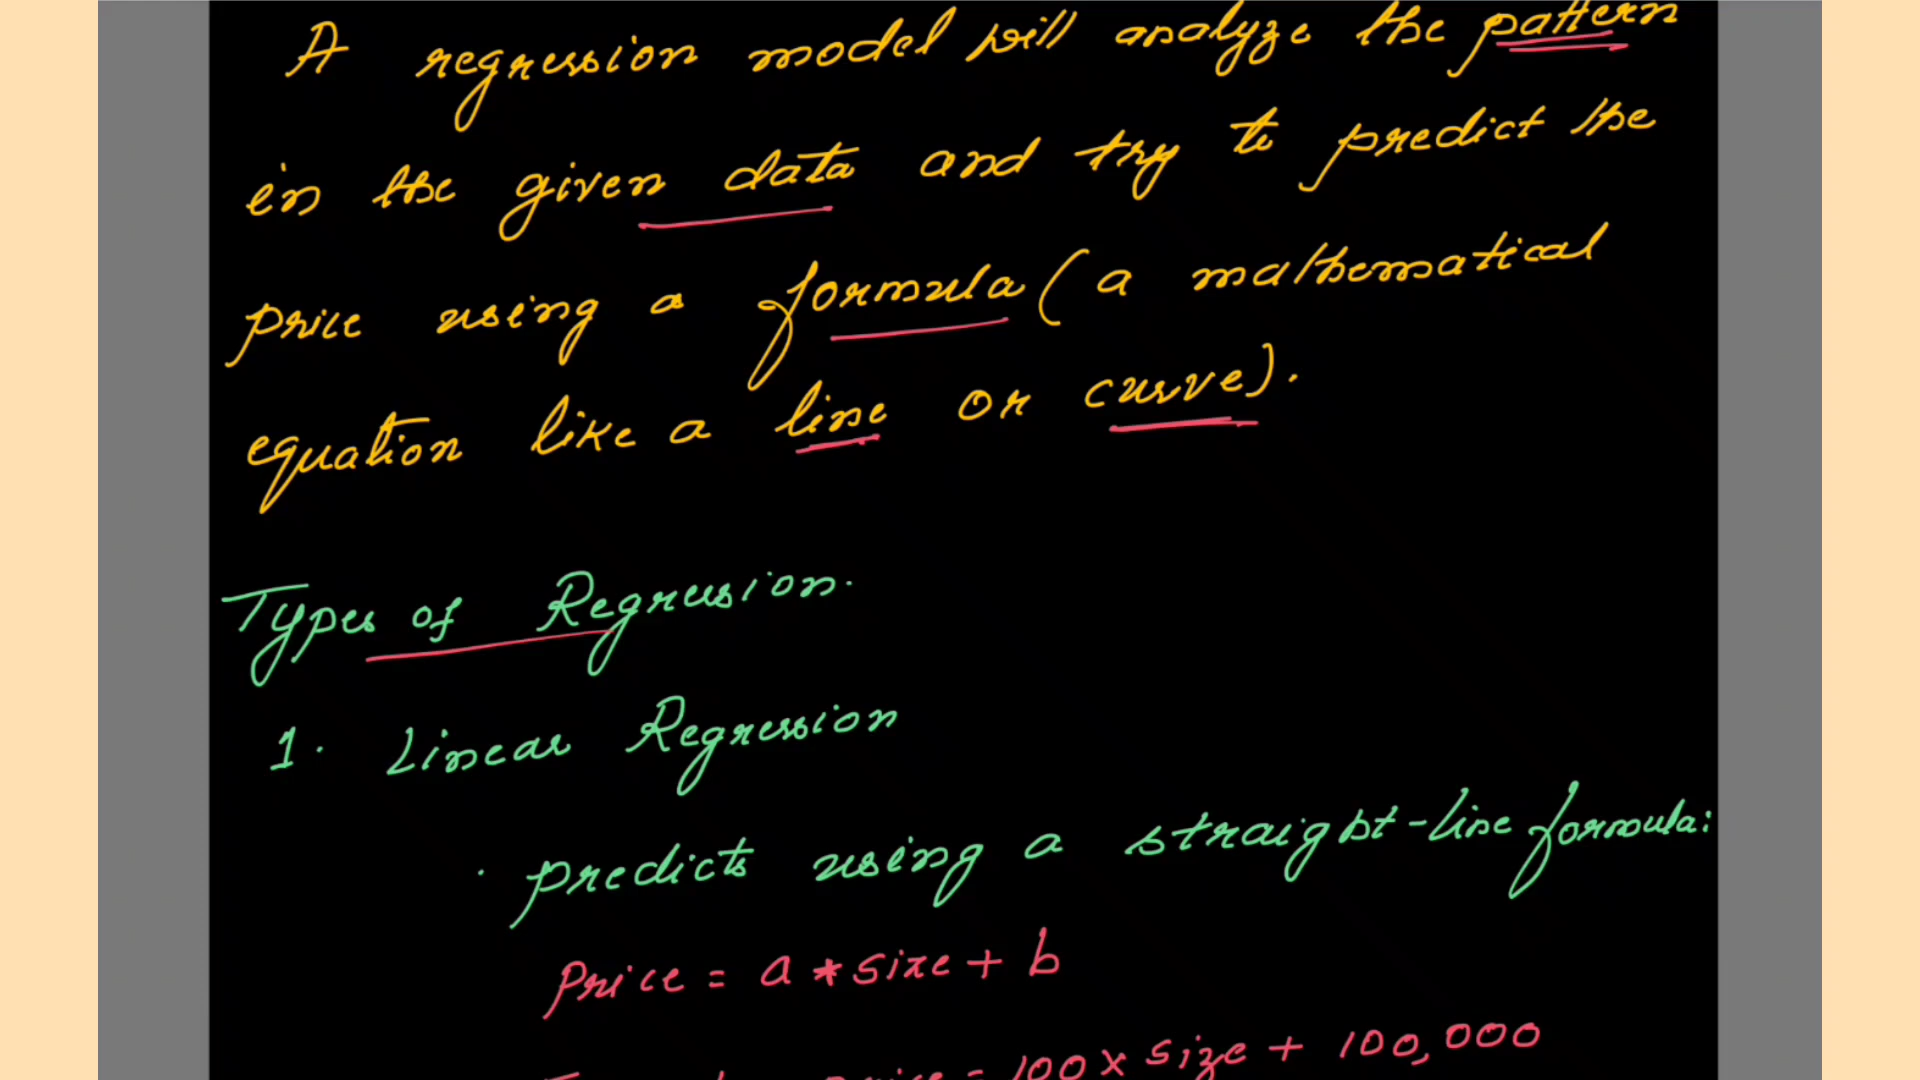 A regression model will analyze the pattern
in the given data and try to predict the
price using a formula (a mathematical
equation like a line or curve).
Types of Regression.
1. Linear Regression
. predicts using a straight-line formula:
Price = a * size + b
= 100 x size + 100,000